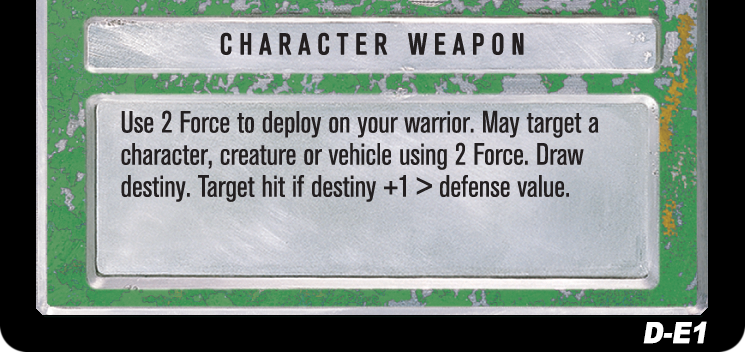 CHARACTER WEAPON
Use 2 Force to deploy on your warrior. May target a
character, creature or vehicle using 2 Force. Draw
destiny. Target hit if destiny +1 > defense value.
D-E1